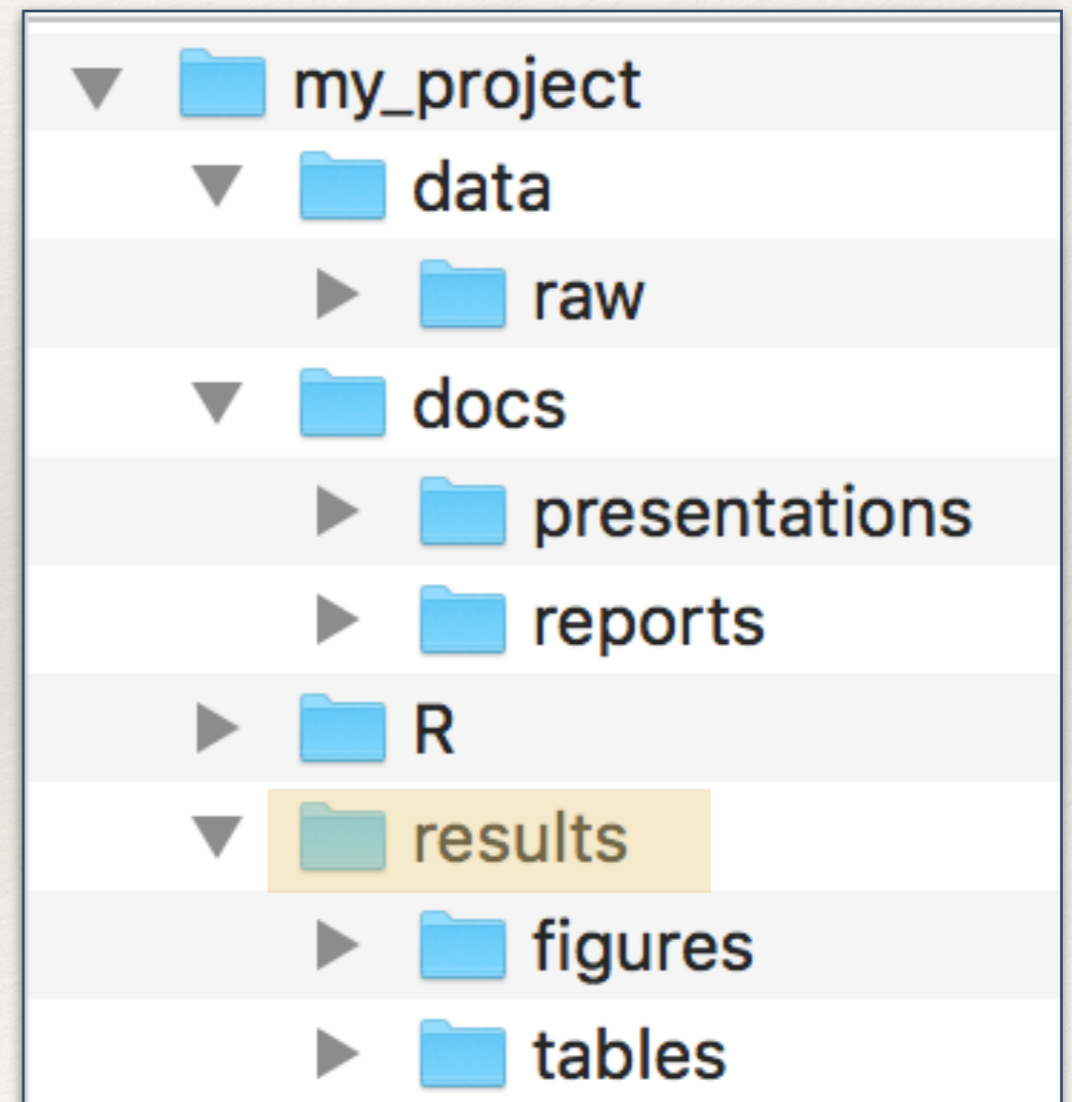 my_project
data
raw
docs
presentations
reports
R
results
figures
tables